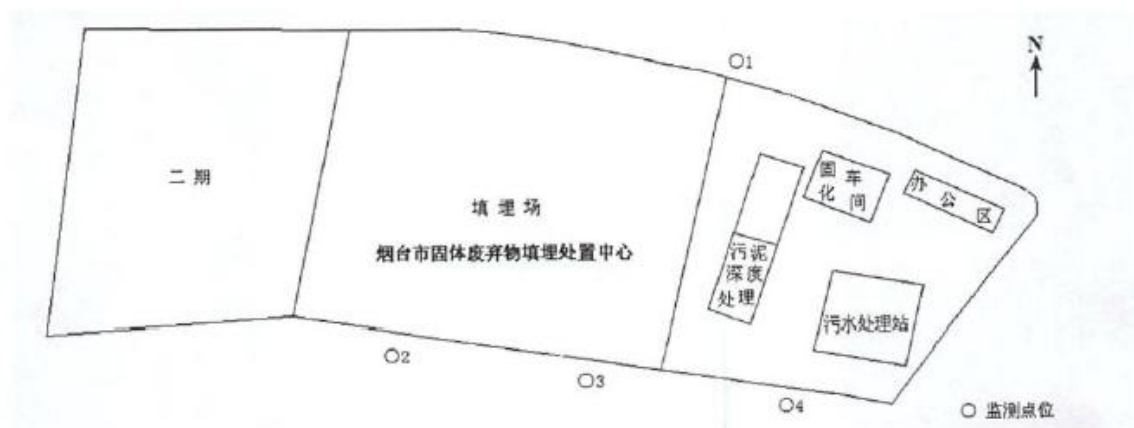 ○1
N
二 期
填 埋 场
烟台市固体废弃物填埋处置中心
固 车
化 间
办 公 区
污 泥
深 度
处 理
污水处理站
○2
○3
○4
○ 监测点位